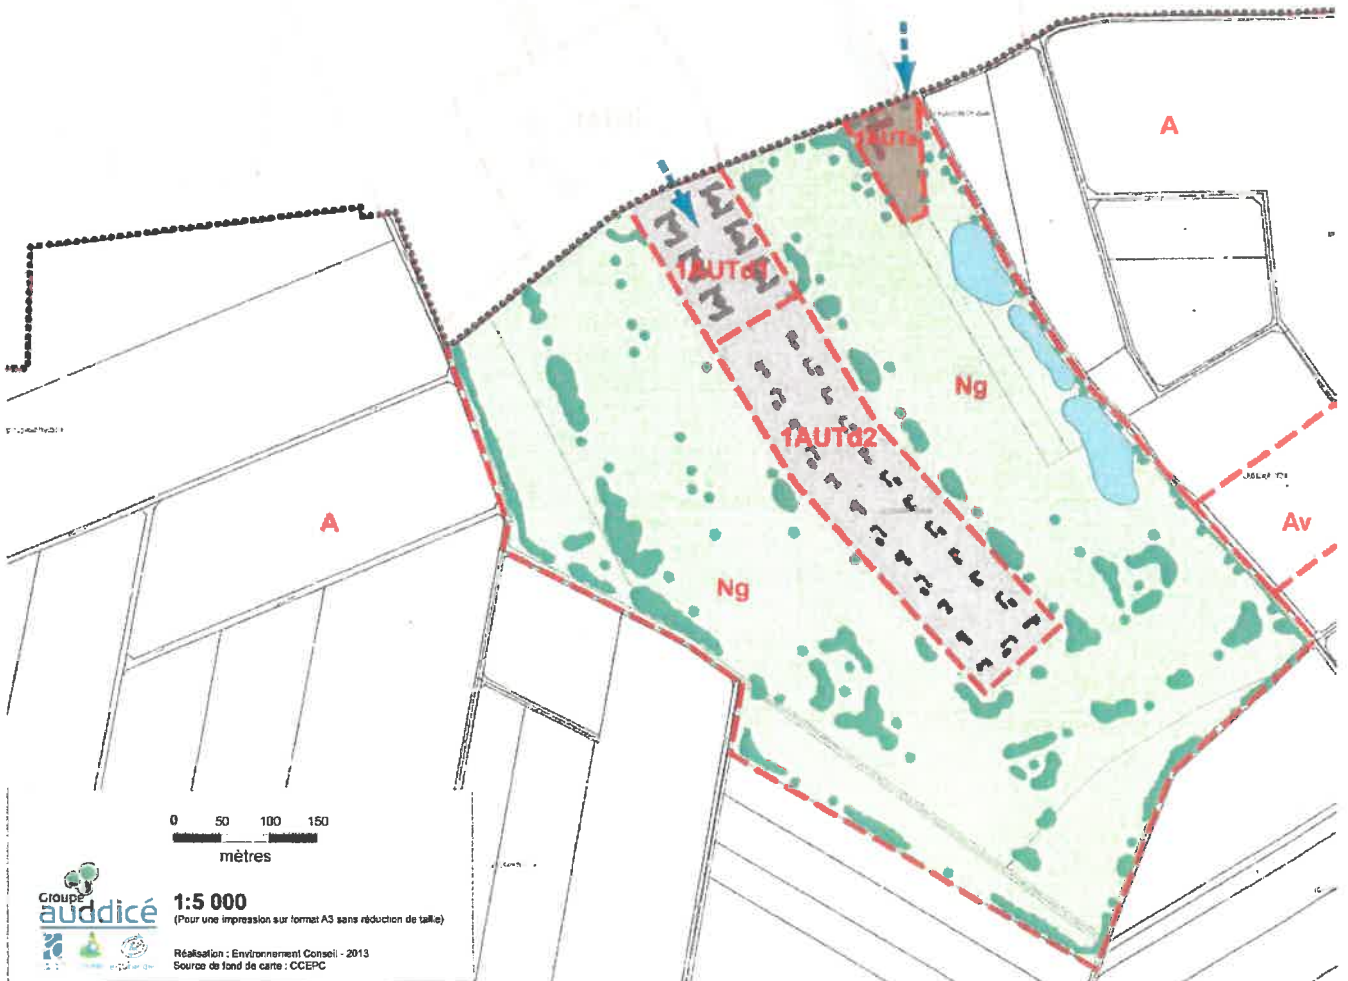 A
1AUTa
1AUTd1
Ng
1AUTd2
A
Av
Ng
0 50 100 150
mètres
Groupe
auddicé
1:5 000
(Pour une impression sur format A3 sans réduction de taille)
Réalisation : Environnement Conseil - 2013
Source de fond de carte : CCEPC